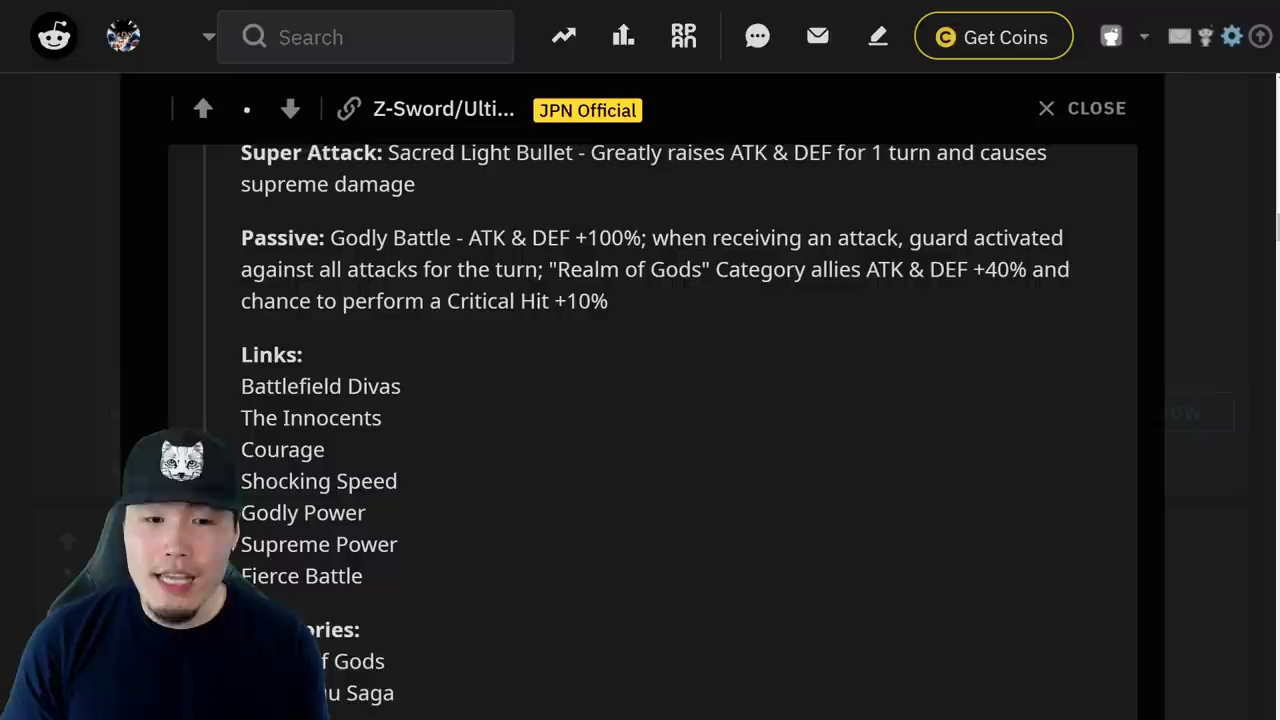 Search
RPAN
Get Coins
Z-Sword/Ulti...
JPN Official
CLOSE
Super Attack: Sacred Light Bullet - Greatly raises ATK & DEF for 1 turn and causes
supreme damage
Passive: Godly Battle - ATK & DEF +100%; when receiving an attack, guard activated
against all attacks for the turn; "Realm of Gods" Category allies ATK & DEF +40% and
chance to perform a Critical Hit +10%
Links:
Battlefield Divas
The Innocents
Courage
Shocking Speed
Godly Power
Supreme Power
Fierce Battle
ories:
f Gods
u Saga